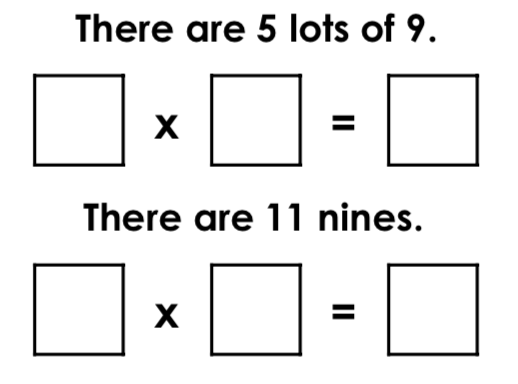 There are 5 lots of 9.
x =
There are 11 nines.
x =